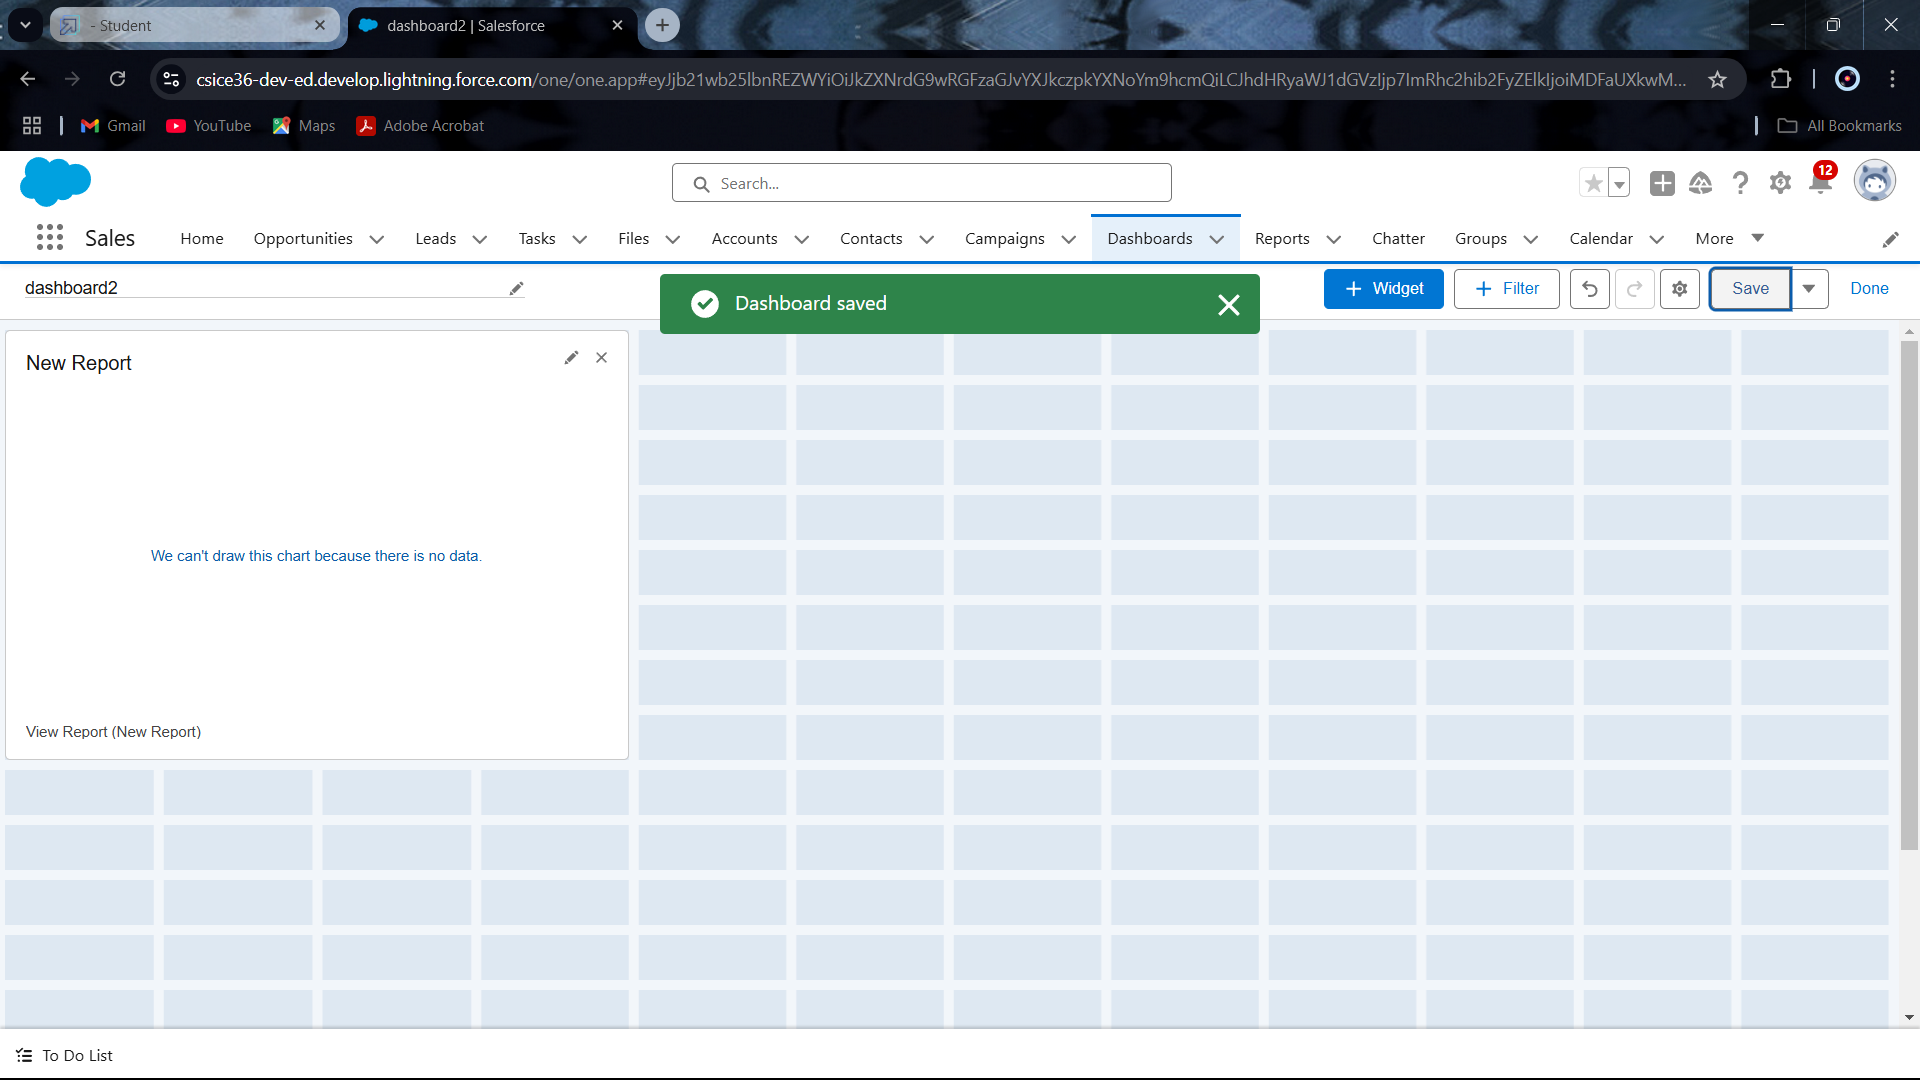 - Student
dashboard2 | Salesforce
csice36-dev-ed.develop.lightning.force.com/one/one.app#eyJjb21wb25lbnREZWYiOiJkZXNrdG9wRGFzaGJvYXJkczpkYXNoYm9hcmQiLCJhdHRyaWJ1dGVzIjp7ImRhc2hib2FyZElkIjoiMDFaUXkwM...
Gmail
YouTube
Maps
Adobe Acrobat
All Bookmarks
Search...
12
Sales
Home
Opportunities
Leads
Tasks
Files
Accounts
Contacts
Campaigns
Dashboards
Reports
Chatter
Groups
Calendar
More
dashboard2
Dashboard saved
+ Widget
+ Filter
Save
Done
New Report
We can't draw this chart because there is no data.
View Report (New Report)
To Do List